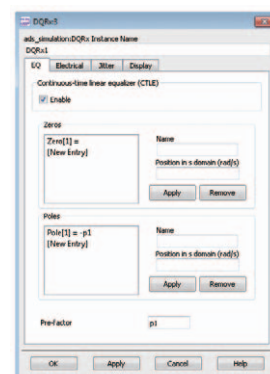 DQRx:3
ads_simulation:DQRx Instance Name
DQRx1
EQ Electrical Jitter Display
Continuous-time linear equalizer (CTLE)
Enable
Zeros
Zero[1] =
[New Entry]
Name
Position in s domain (rad/s)
Apply Remove
Poles
Pole[1] = -p1
[New Entry]
Name
Position in s domain (rad/s)
Apply Remove
Pre-factor p1
OK Apply Cancel Help